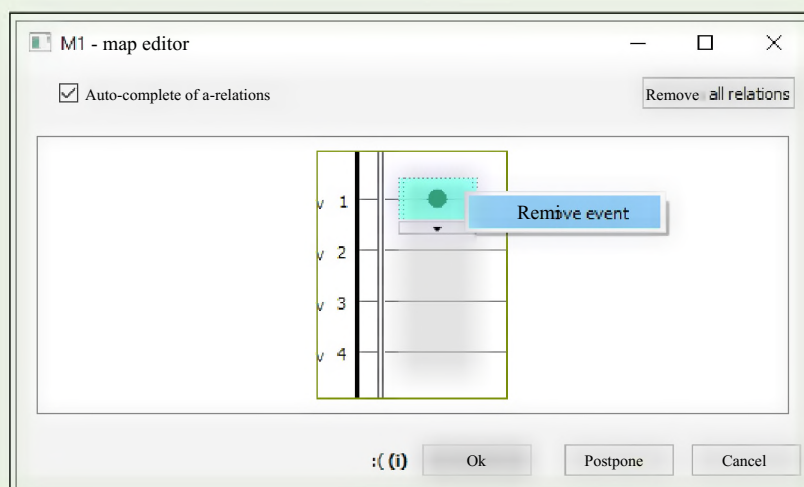 M1 - map editor
Auto-complete of a-relations
Remove all relations
v 1
Remive event
v 2
v 3
v 4
:( (i)
Ok
Postpone
Cancel